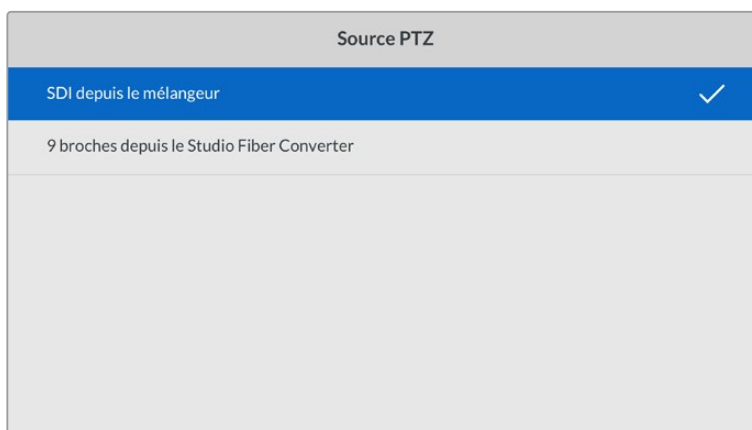 Source PTZ
SDI depuis le mélangeur
9 broches depuis le Studio Fiber Converter